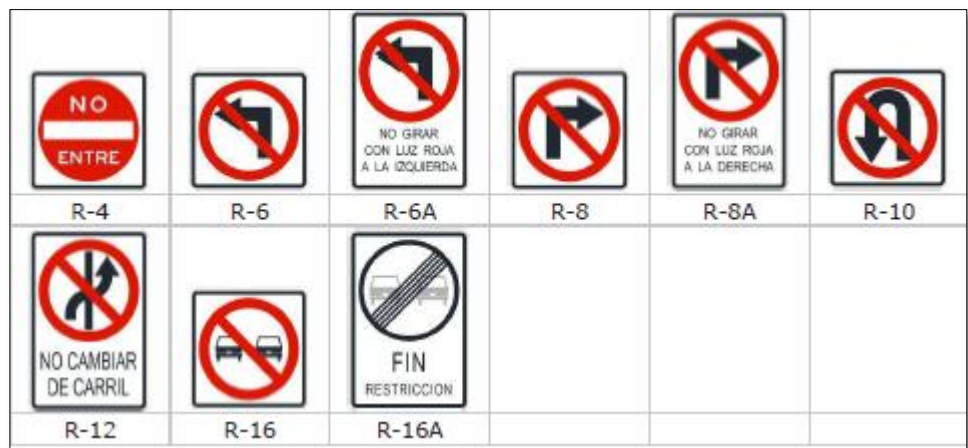 NO
ENTRE
NO GIRAR
CON LUZ ROJA
A LA IZQUIERDA
NO GIRAR
CON LUZ ROJA
A LA DERECHA
R-4
R-6
R-6A
R-8
R-8A
R-10
NO CAMBIAR
DE CARRIL
FIN
RESTRICCION
R-12
R-16
R-16A